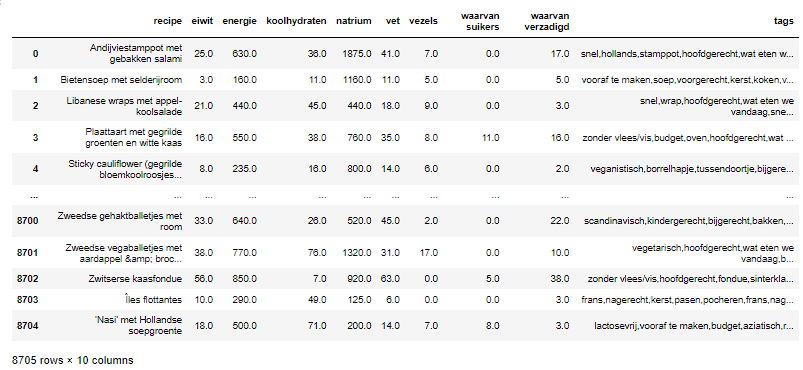 recipe eiwit energie koolhydraten natrium vet vezels waarvan suikers waarvan verzadigd tags
0 Andijviestamppot met gebakken salami 25.0 630.0 36.0 1875.0 41.0 7.0 0.0 17.0 snel,hollands,stamppot,hoofdgerecht,wat eten w...
1 Bietensoep met selderijroom 3.0 160.0 11.0 1160.0 11.0 5.0 0.0 5.0 vooraf te maken,soep,voorgerecht,kerst,koken,v...
2 Libanese wraps met appel-koolsalade 21.0 440.0 45.0 440.0 18.0 9.0 0.0 3.0 snel,wrap,hoofdgerecht,wat eten we vandaag,sne...
3 Plaattaart met gegrilde groenten en witte kaas 16.0 550.0 38.0 760.0 35.0 8.0 11.0 16.0 zonder vlees/vis,budget,oven,hoofdgerecht,wat ...
4 Sticky cauliflower (gegrilde bloemkoolroosjes... 8.0 235.0 16.0 800.0 14.0 6.0 0.0 2.0 veganistisch,borrelhapje,tussendoortje,bijgere...
... ... ... ... ... ... ... ... ... ... ...
8700 Zweedse gehaktballetjes met room 33.0 640.0 26.0 520.0 45.0 2.0 0.0 22.0 scandinavisch,kindergerecht,bijgerecht,bakken,...
8701 Zweedse vegaballetjes met aardappel &amp; broc... 38.0 770.0 76.0 1320.0 31.0 17.0 0.0 10.0 vegetarisch,hoofdgerecht,wat eten we vandaag,b...
8702 Zwitserse kaasfondue 56.0 850.0 7.0 920.0 63.0 0.0 5.0 38.0 zonder vlees/vis,hoofdgerecht,fondue,sinterkla...
8703 Îles flottantes 10.0 290.0 49.0 125.0 6.0 0.0 0.0 3.0 frans,nagerecht,kerst,pasen,pocheren,frans,nag...
8704 'Nasi' met Hollandse soepgroente 18.0 500.0 71.0 200.0 14.0 7.0 8.0 3.0 lactosevrij,vooraf te maken,budget,aziatisch,r...
8705 rows × 10 columns